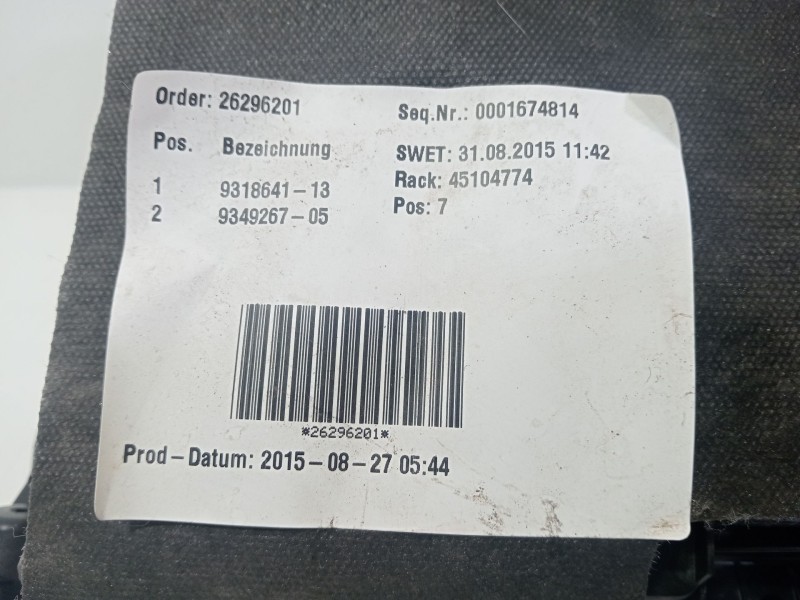 Order: 26296201
Seq.Nr.: 0001674814
Pos. Bezeichnung
SWET: 31.08.2015 11:42
1 9318641-13
Rack: 45104774
2 9349267-05
Pos: 7
*26296201*
Prod-Datum: 2015-08-27 05:44